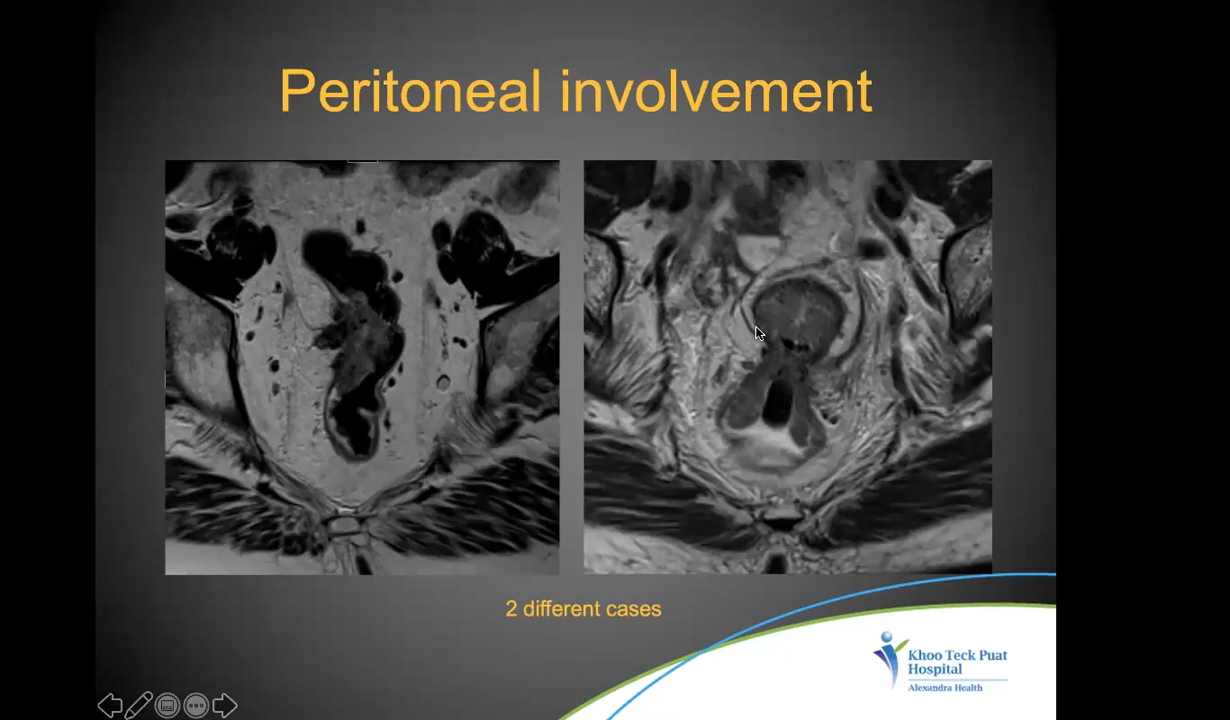 Peritoneal involvement
2 different cases
Khoo Teck Puat
Hospital
Alexandra Health